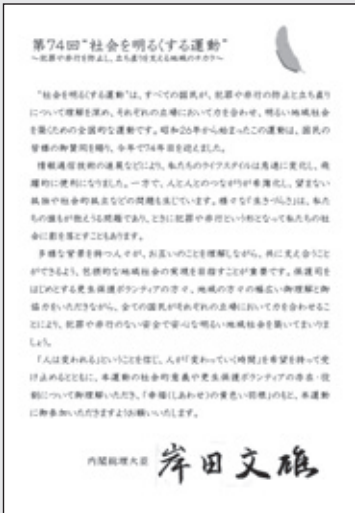 第74回“社会を明るくする運動”
～犯罪や非行を防止し、立ち直りを支える地域のチカラ～
“社会を明るくする運動”は、すべての国民が、犯罪や非行の防止と立ち直り
について理解を深め、それぞれの立場において力を合わせ、明るい地域社会
を築くための全国的な運動です。昭和26年から始まったこの運動は、国民の
皆様の御賛同を賜り、今年で74年目を迎えました。
情報通信技術の進展などにより、私たちのライフスタイルは急速に変化し、飛
躍的に便利になりました。一方で、人と人とのつながりが希薄化し、望まない
孤独や社会的孤立などの問題も生じています。様々な「生きづらさ」は、私た
ちの誰もが抱えうる問題であり、ときに犯罪や非行という形となって私たちの社
会に影を落とすこともあります。
多様な背景を持つ人々が、お互いのことを理解しながら、共に支え合うこと
ができるよう、包摂的な地域社会の実現を目指すことが重要です。保護司を
はじめとする更生保護ボランティアの方々、地域の方々の幅広い御理解と御
協力をいただきながら、全ての国民がそれぞれの立場において力を合わせるこ
とにより、犯罪や非行のない安全で安心な明るい地域社会を築いてまいりま
しょう。
「人は変われる」ということを信じ、人が「変わっていく時間」を希望を持って受
け止めるとともに、本運動の社会的意義や更生保護ボランティアの存在・役
割について御理解いただき、「幸福（しあわせ）の黄色い羽根」のもと、本運動
に御参加いただきますようお願いいたします。
内閣総理大臣 岸田文雄